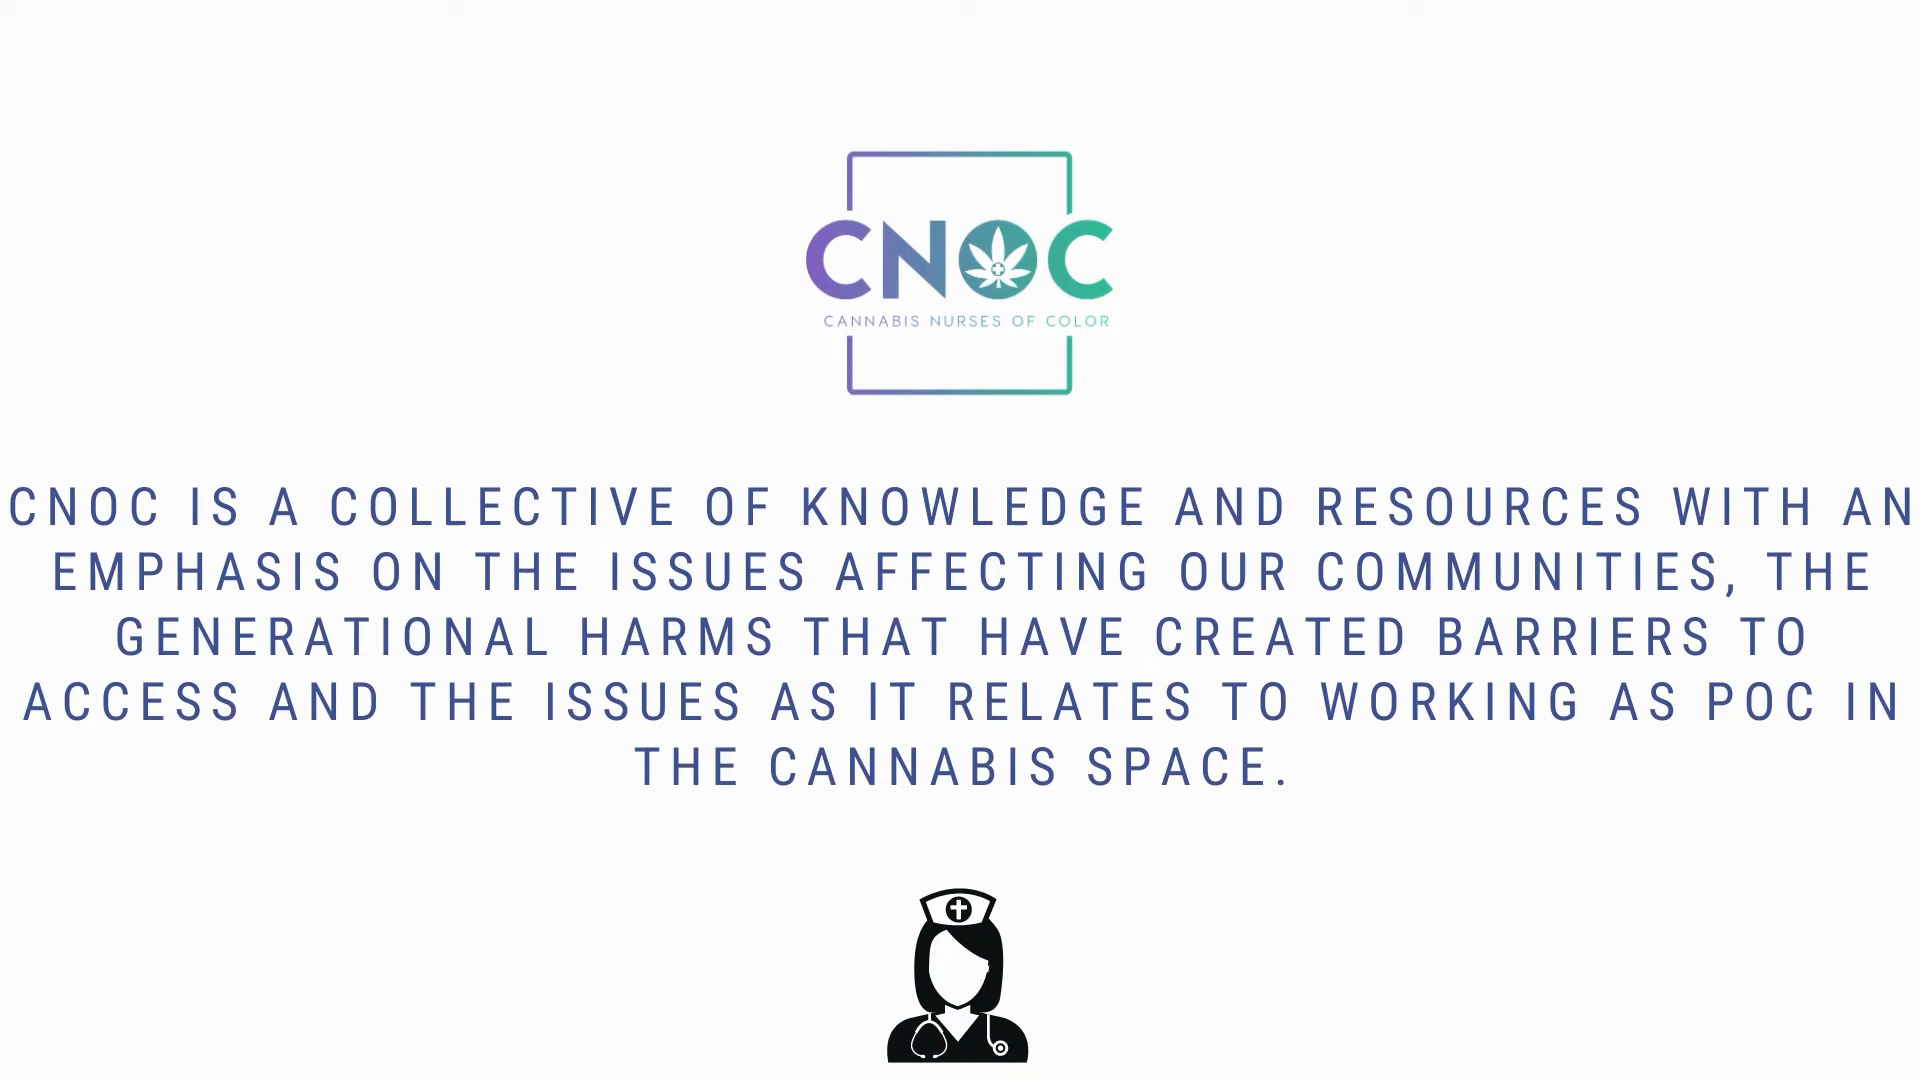 CNOC
CANNABIS NURSES OF COLOR
CNOC IS A COLLECTIVE OF KNOWLEDGE AND RESOURCES WITH AN
EMPHASIS ON THE ISSUES AFFECTING OUR COMMUNITIES, THE
GENERATIONAL HARMS THAT HAVE CREATED BARRIERS TO
ACCESS AND THE ISSUES AS IT RELATES TO WORKING AS POC IN
THE CANNABIS SPACE.